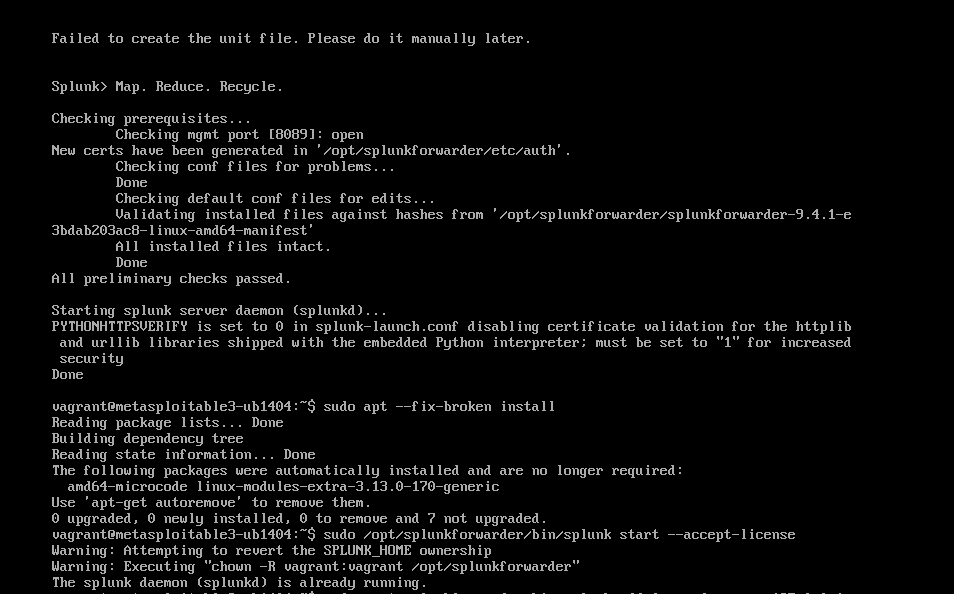 Failed to create the unit file. Please do it manually later.
Splunk> Map. Reduce. Recycle.
Checking prerequisites...
Checking mgmt port [8089]: open
New certs have been generated in '/opt/splunkforwarder/etc/auth'.
Checking conf files for problems...
Done
Checking default conf files for edits...
Validating installed files against hashes from '/opt/splunkforwarder/splunkforwarder-9.4.1-e
3bdab203ac8-linux-amd64-manifest'
All installed files intact.
Done
All preliminary checks passed.
Starting splunk server daemon (splunkd)...
PYTHONHTTPSVERIFY is set to 0 in splunk-launch.conf disabling certificate validation for the httplib
and urllib libraries shipped with the embedded Python interpreter; must be set to "1" for increased
security
Done
vagrant@metasploitable3-ub1404:~$ sudo apt --fix-broken install
Reading package lists... Done
Building dependency tree
Reading state information... Done
The following packages were automatically installed and are no longer required:
amd64-microcode linux-modules-extra-3.13.0-170-generic
Use 'apt-get autoremove' to remove them.
0 upgraded, 0 newly installed, 0 to remove and 7 not upgraded.
vagrant@metasploitable3-ub1404:~$ sudo /opt/splunkforwarder/bin/splunk start --accept-license
Warning: Attempting to revert the SPLUNK_HOME ownership
Warning: Executing "chown -R vagrant:vagrant /opt/splunkforwarder"
The splunk daemon (splunkd) is already running.